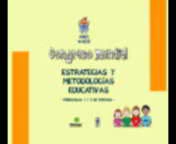 Congreso Mundial
ESTRATEGIAS Y
METODOLOGÍAS
EDUCATIVAS